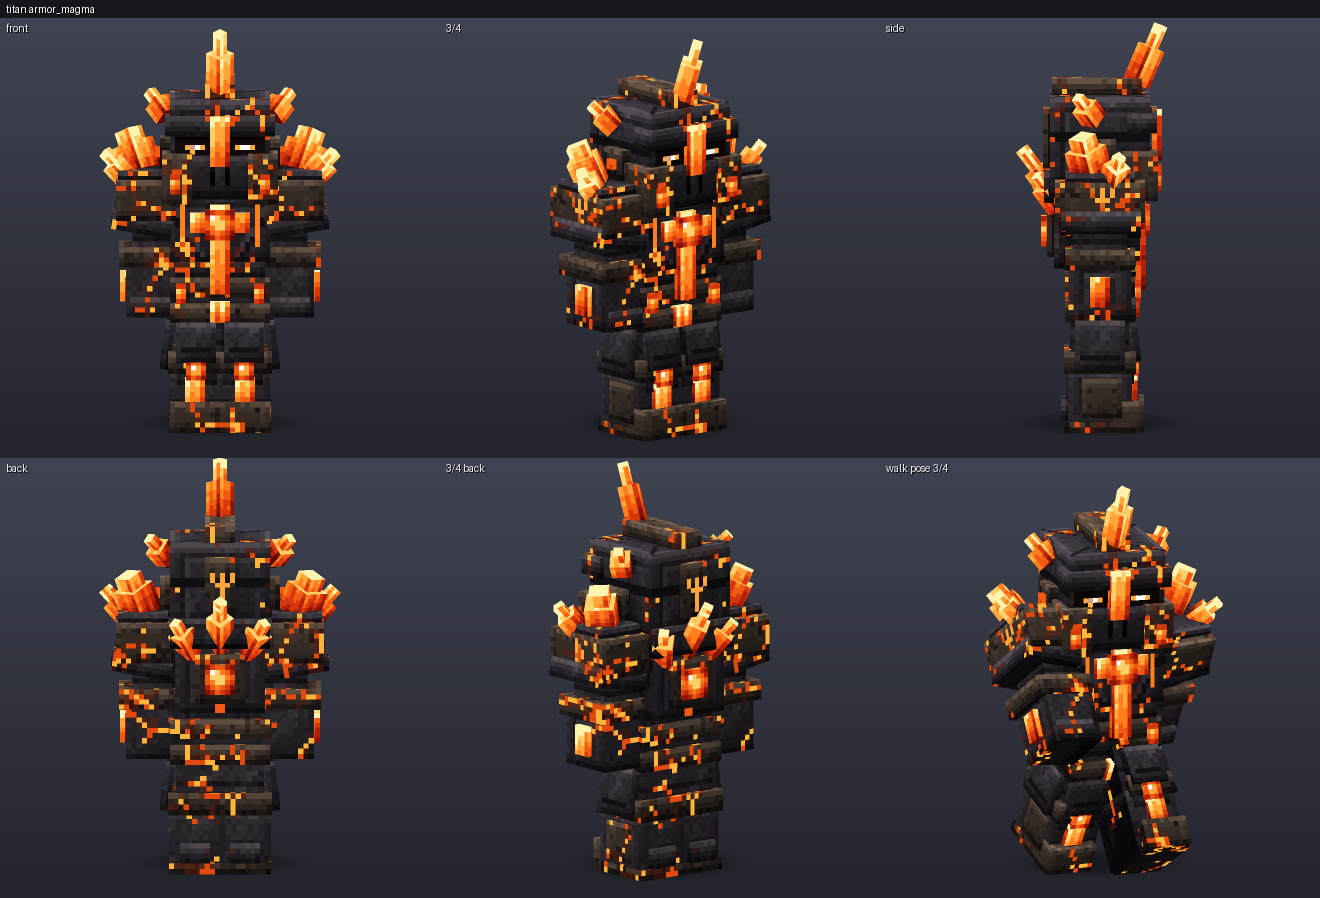 titan armor_magma
front
3/4
side
back
3/4 back
walk pose 3/4